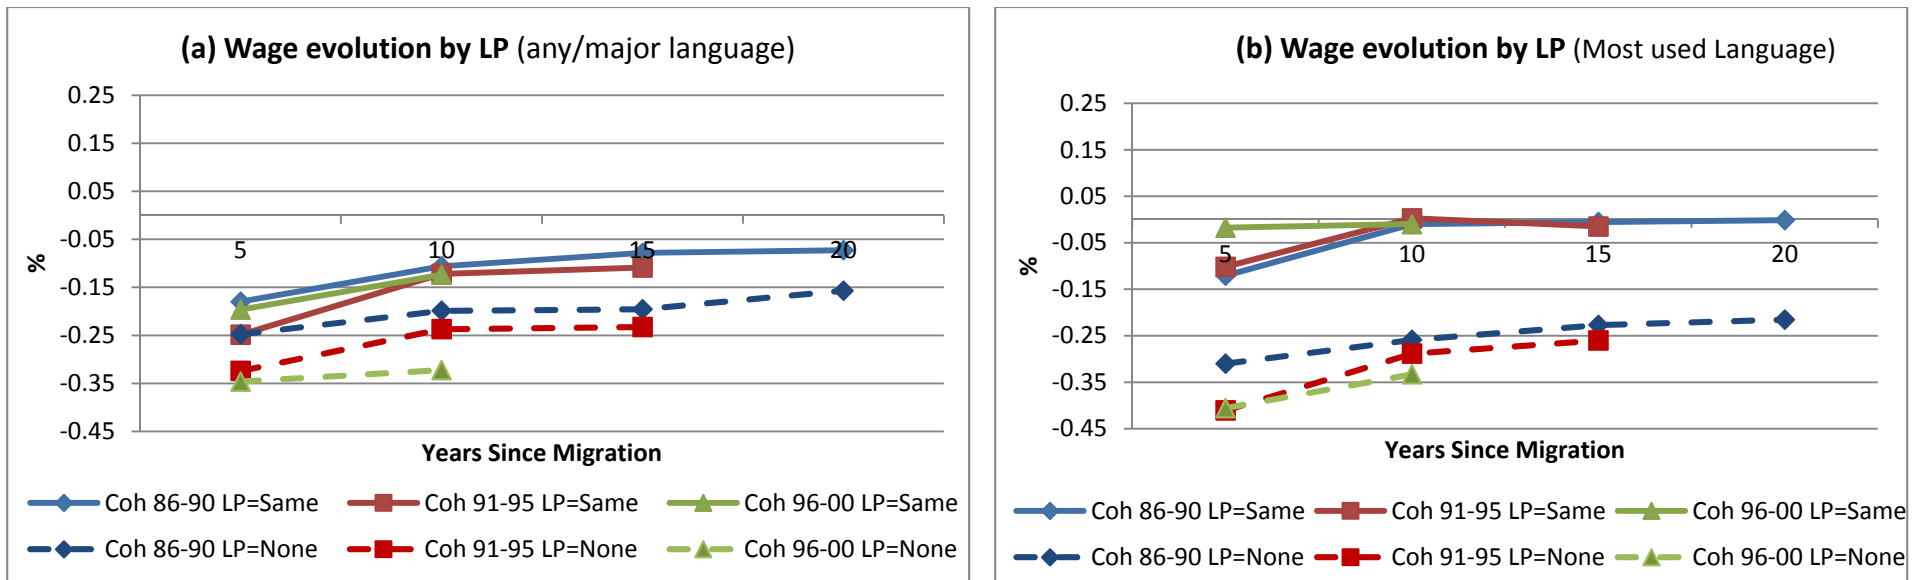 (a) Wage evolution by LP (any/major language)
0.25
0.15
0.05
-0.05
-0.15
-0.25
-0.35
-0.45
%
5 10 15 20
Years Since Migration
Coh 86-90 LP=Same Coh 91-95 LP=Same Coh 96-00 LP=Same
Coh 86-90 LP=None Coh 91-95 LP=None Coh 96-00 LP=None
(b) Wage evolution by LP (Most used Language)
0.25
0.15
0.05
-0.05
-0.15
-0.25
-0.35
-0.45
%
5 10 15 20
Years Since Migration
Coh 86-90 LP=Same Coh 91-95 LP=Same Coh 96-00 LP=Same
Coh 86-90 LP=None Coh 91-95 LP=None Coh 96-00 LP=None